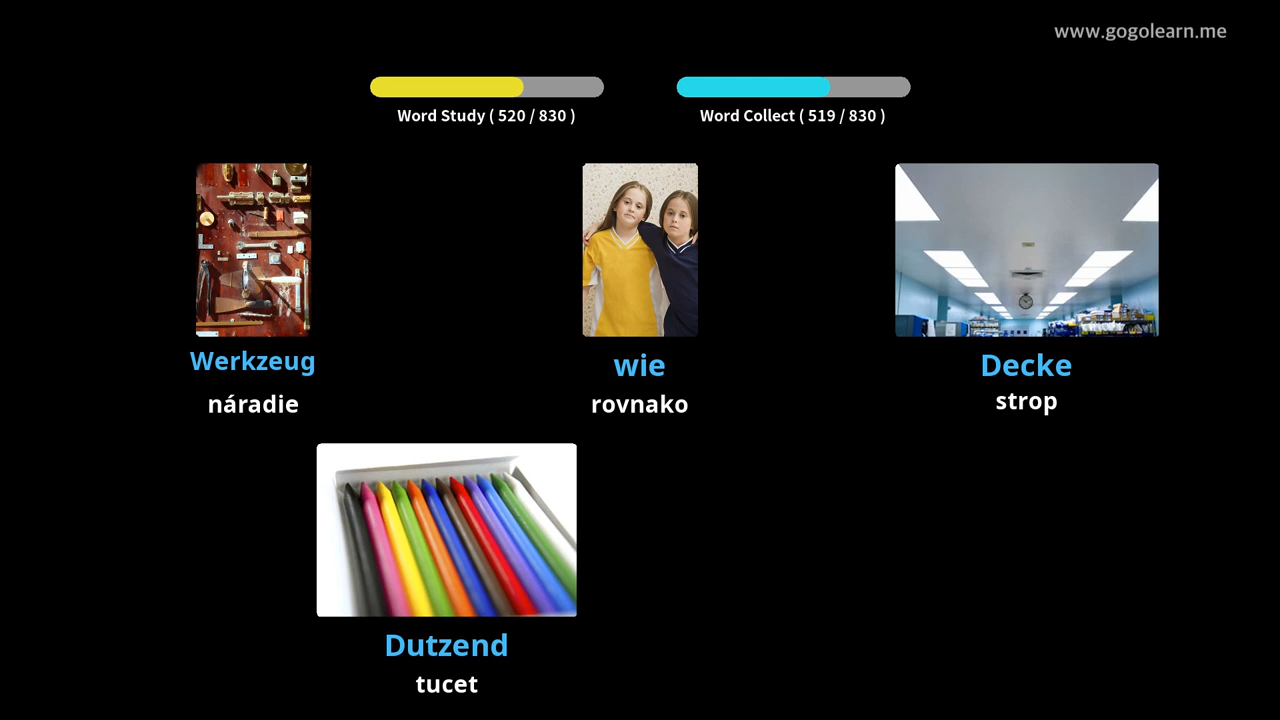 www.gogolearn.me
Word Study ( 520 / 830 )
Word Collect ( 519 / 830 )
Werkzeug
náradie
wie
rovnako
Decke
strop
Dutzend
tucet